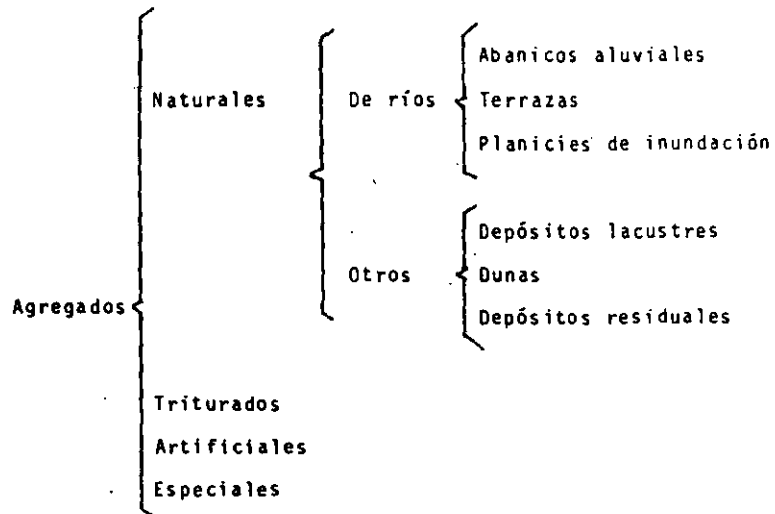 Agregados
Naturales
De ríos
Abanicos aluviales
Terrazas
Planicies de inundación
Otros
Depósitos lacustres
Dunas
Depósitos residuales
Triturados
Artificiales
Especiales